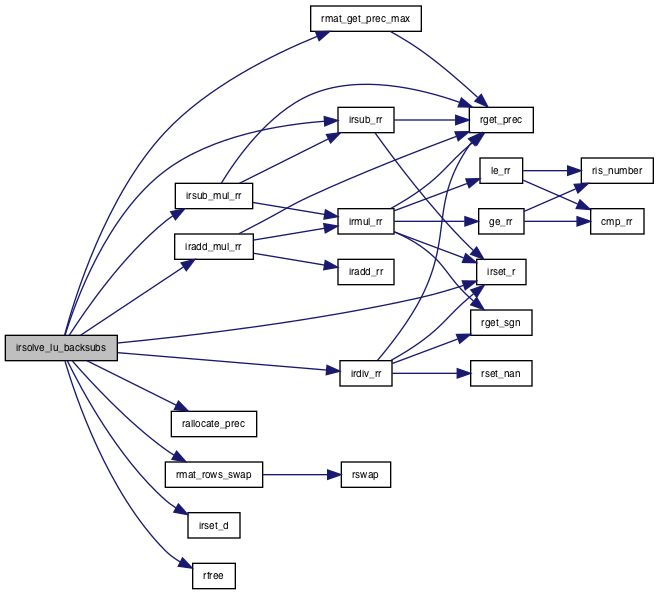 rmat_get_prec_max
irsub_rr
rget_prec
le_rr
ris_number
irsub_mul_rr
irmul_rr
ge_rr
cmp_rr
iradd_mul_rr
iradd_rr
irset_r
rget_sgn
irsolve_lu_backsubs
irdiv_rr
rset_nan
rallocate_prec
rmat_rows_swap
rswap
irset_d
rfree